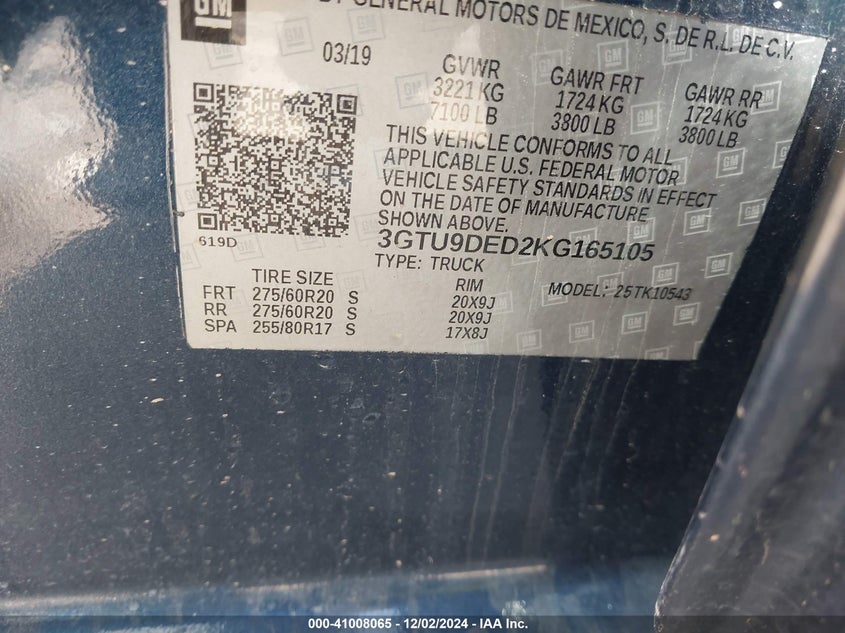 GM
BY GENERAL MOTORS DE MEXICO, S. DE R.L. DE C.V.
03/19
GVWR
3221 KG
7100 LB
GAWR FRT
1724 KG
3800 LB
GAWR RR
1724 KG
3800 LB
THIS VEHICLE CONFORMS TO ALL
APPLICABLE U.S. FEDERAL MOTOR
VEHICLE SAFETY STANDARDS IN EFFECT
ON THE DATE OF MANUFACTURE
SHOWN ABOVE.
619D
3GTU9DED2KG165105
TYPE: TRUCK
MODEL: 25TK10543
TIRE SIZE RIM
FRT 275/60R20 S 20X9J
RR 275/60R20 S 20X9J
SPA 255/80R17 S 17X8J
000-41008065 - 12/02/2024 - IAA Inc.